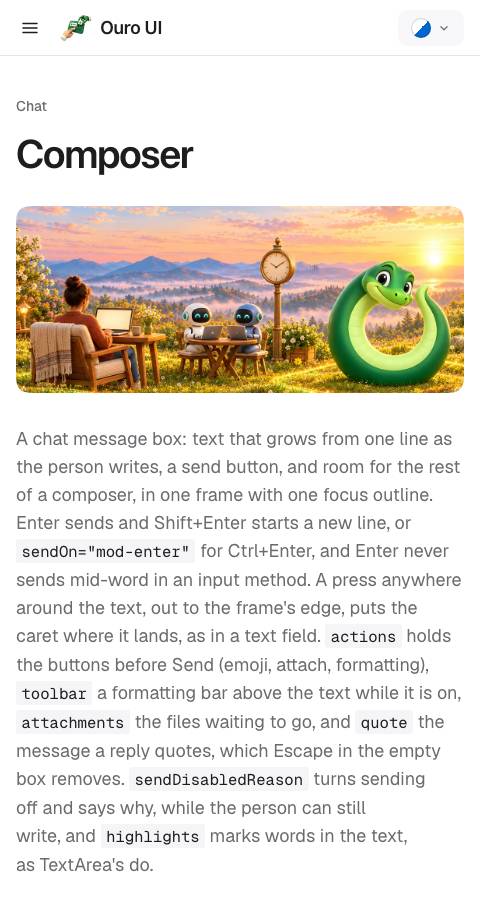 Ouro UI
Chat
Composer
A chat message box: text that grows from one line as
the person writes, a send button, and room for the rest
of a composer, in one frame with one focus outline.
Enter sends and Shift+Enter starts a new line, or
sendOn="mod-enter" for Ctrl+Enter, and Enter never
sends mid-word in an input method. A press anywhere
around the text, out to the frame's edge, puts the
caret where it lands, as in a text field. actions holds
the buttons before Send (emoji, attach, formatting),
toolbar a formatting bar above the text while it is on,
attachments the files waiting to go, and quote the
message a reply quotes, which Escape in the empty
box removes. sendDisabledReason turns sending
off and says why, while the person can still
write, and highlights marks words in the text,
as TextArea's do.